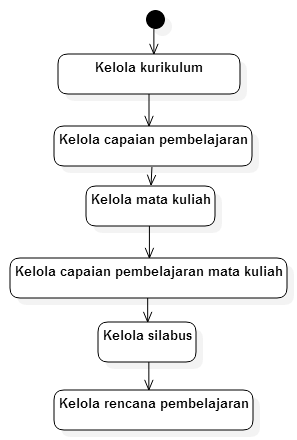 Kelola kurikulum
Kelola capaian pembelajaran
Kelola mata kuliah
Kelola capaian pembelajaran mata kuliah
Kelola silabus
Kelola rencana pembelajaran